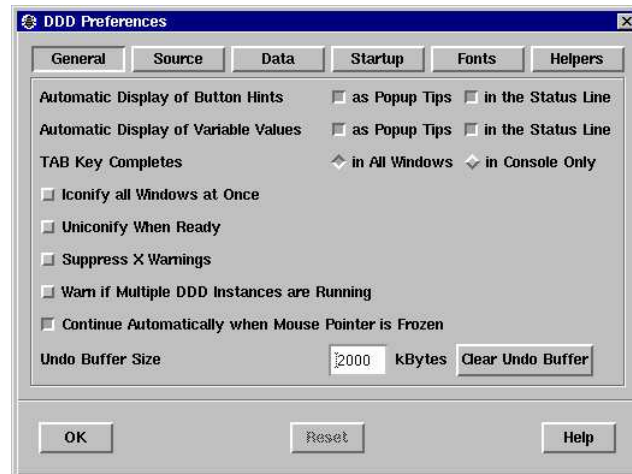 DDD Preferences
General Source Data Startup Fonts Helpers
Automatic Display of Button Hints as Popup Tips in the Status Line
Automatic Display of Variable Values as Popup Tips in the Status Line
TAB Key Completes in All Windows in Console Only
Iconify all Windows at Once
Uniconify When Ready
Suppress X Warnings
Warn if Multiple DDD Instances are Running
Continue Automatically when Mouse Pointer is Frozen
Undo Buffer Size 2000 kBytes Clear Undo Buffer
OK Reset Help